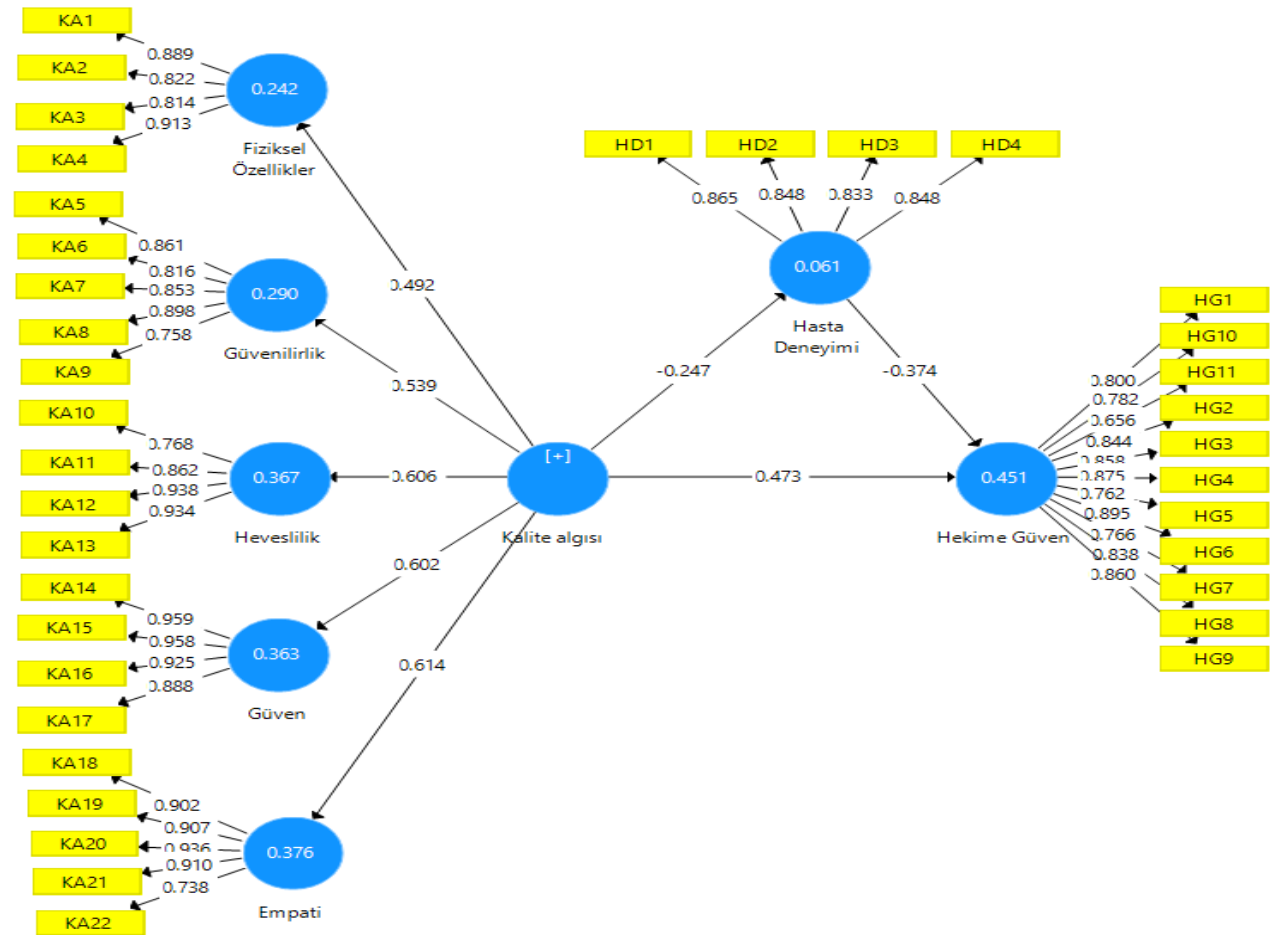 KA1
KA2
KA3
KA4
0.889
0.822
0.814
0.913
0.242
Fiziksel
Özellikler
KA5
KA6
KA7
KA8
KA9
0.861
0.816
0.853
0.898
0.758
0.290
Güvenilirlik
KA10
KA11
KA12
KA13
0.768
0.862
0.938
0.934
0.367
Heveslilik
KA14
KA15
KA16
KA17
0.959
0.958
0.925
0.888
0.363
Güven
KA18
KA19
KA20
KA21
KA22
0.902
0.907
0.936
0.910
0.738
0.376
Empati
0.492
0.539
0.606
0.602
0.614
[+]
Kalite algısı
-0.247
0.473
HD1
HD2
HD3
HD4
0.865
0.848
0.833
0.848
0.061
Hasta
Deneyimi
-0.374
0.451
Hekime Güven
0.800
0.782
0.656
0.844
0.858
0.875
0.762
0.895
0.766
0.838
0.860
HG1
HG10
HG11
HG2
HG3
HG4
HG5
HG6
HG7
HG8
HG9